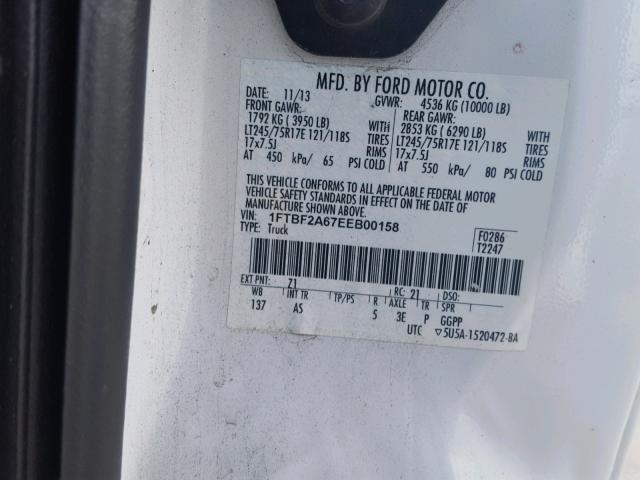 MFD. BY FORD MOTOR CO.
DATE: 11/13 GVWR: 4536 KG (10000 LB)
FRONT GAWR: REAR GAWR:
1792 KG ( 3950 LB) WITH 2853 KG ( 6290 LB) WITH
LT245/75R17E 121/118S TIRES LT245/75R17E 121/118S TIRES
17x7.5J RIMS 17x7.5J RIMS
AT 450 kPa/ 65 PSI COLD AT 550 kPa/ 80 PSI COLD
THIS VEHICLE CONFORMS TO ALL APPLICABLE FEDERAL MOTOR
VEHICLE SAFETY STANDARDS IN EFFECT ON THE DATE OF
MANUFACTURE SHOWN ABOVE.
VIN: 1FTBF2A67EEB00158
TYPE: Truck
F0286
T2247
EXT PNT: Z1 RC: 21 DSO:
WB INT TR TP/PS R AXLE TR SPR
137 AS 5 3E P GGPP
UTC ▽5U5A-1520472-BA